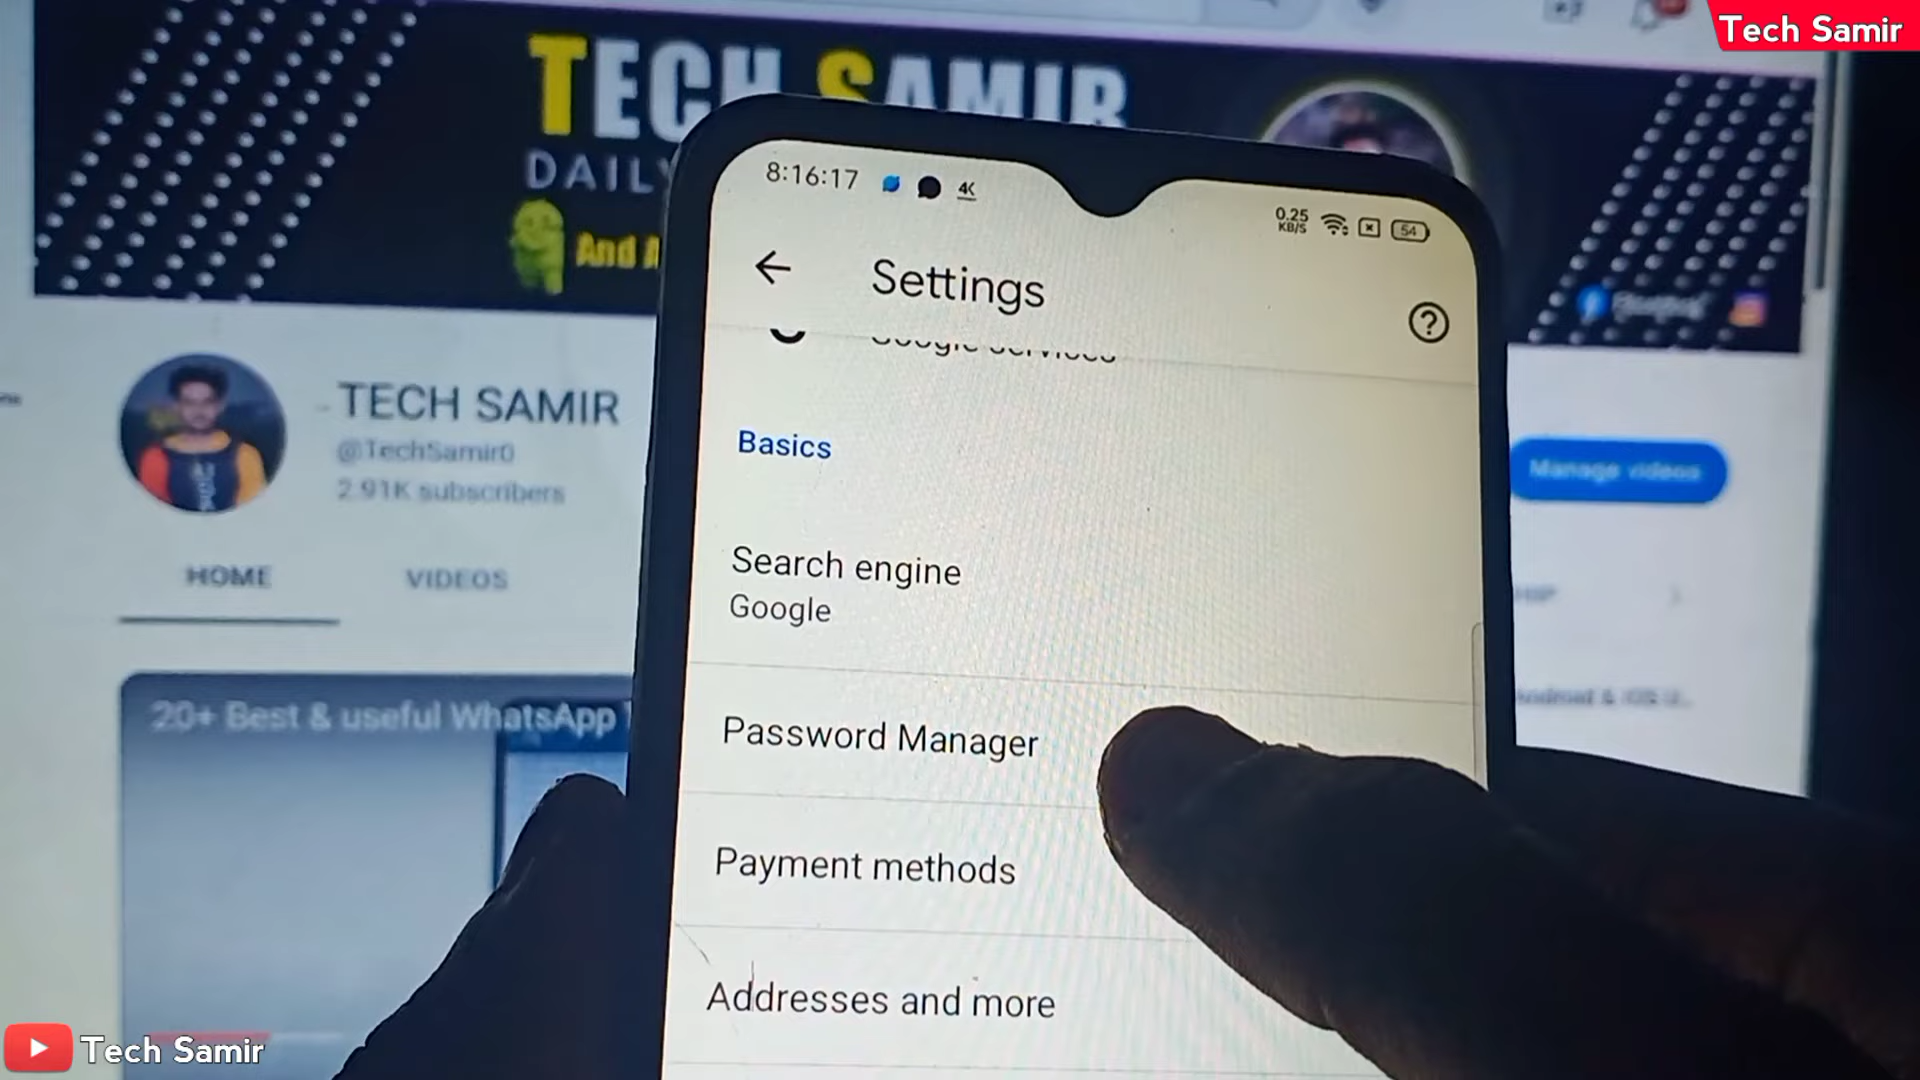 Tech Samir
TECH SAMIR
DAILY
And A
8:16:17
4K
0.25
KB/S
54
Settings
Google services
Basics
Search engine
Google
Password Manager
Payment methods
Addresses and more
TECH SAMIR
@TechSamir0
2.91K subscribers
Manage videos
HOME
VIDEOS
20+ Best & useful WhatsApp
Tech Samir